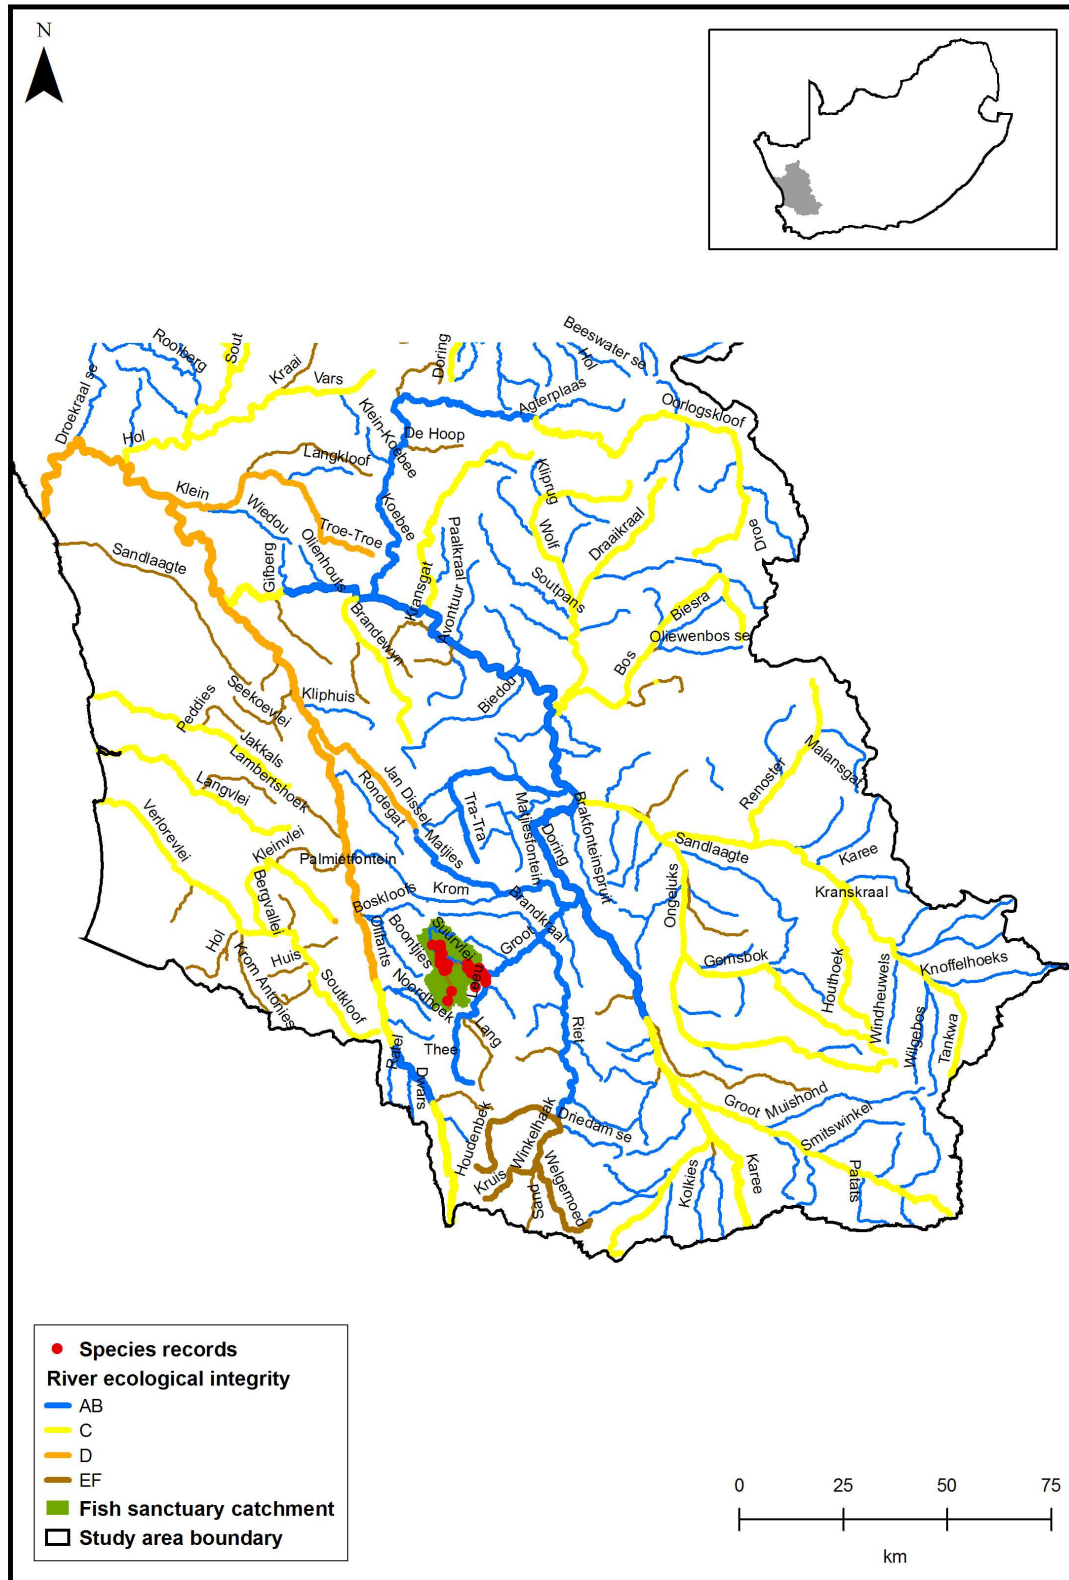 N
Rooiberg
Sout
Kraai
Vars
Doring
Beeswater se
Hol
Droekraal se
Hol
Klein-Koebee
Agterplaas
Oorlogskloof
De Hoop
Langkloof
Klein
Wiedou
Troe-Troe
Koebee
Kliprug
Wolf
Draaikraal
Droe
Sandlaagte
Gifberg
Olienhouts
Kransgat
Paalkraal
Avontuur
Soutpans
Biesra
Oliewenbos se
Bos
Brandewyn
Biedou
Kliphuis
Seekoevlei
Peddies
Jakkals
Lambertshoek
Langvlei
Verlorevlei
Kleinvlei
Palmietfontein
Bergvallei
Rondegat
Jan Dissel
Matjies
Tra-Tra
Matjiesfontein
Doring
Brakfonteinspruit
Malansgat
Renoster
Sandlaagte
Karee
Kranskraal
Krom
Brandkraal
Boskloofs
Olifants
Boontjies
Suurvlei
Groot
Leeu
Noordhoek
Ongeluks
Gemsbok
Houthoek
Windheuwels
Knoffelhoeks
Wilgebos
Tankwa
Hol
Krom Antonies
Huis
Soutkloof
Ratel
Dwars
Thee
Lang
Riet
Houdenbek
Winkelhaak
Driedam se
Kruis
Sand
Welgemoed
Groot
Muishond
Smitswinkel
Kolkies
Karee
Patats
Species records
River ecological integrity
AB
C
D
EF
Fish sanctuary catchment
Study area boundary
0 25 50 75
km